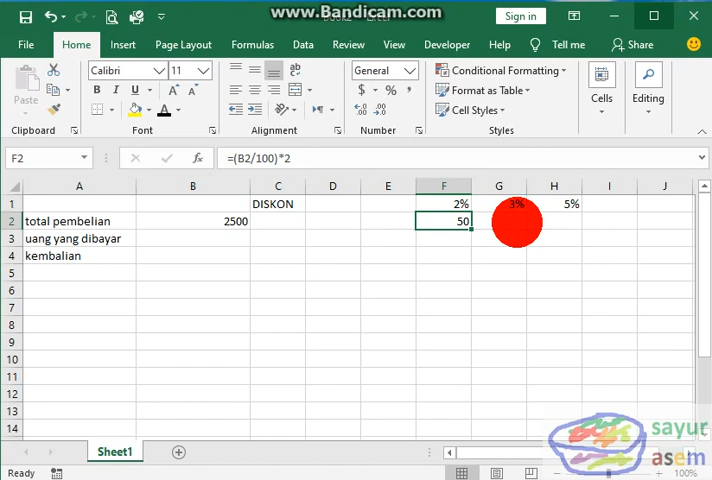 www.Bandicam.com
Sign in
File Home Insert Page Layout Formulas Data Review View Developer Help Tell me Share
Paste
Calibri 11
B I U
A A
General
$ % ,
Conditional Formatting
Format as Table
Cell Styles
Cells
Editing
Clipboard Font Alignment Number Styles
F2 fx =(B2/100)*2
A B C D E F G H I J
1 DISKON 2% 3% 5%
2 total pembelian 2500 50
3 uang yang dibayar
4 kembalian
5
6
7
8
9
10
11
12
13
14
sayur
asem
Sheet1
Ready 100%